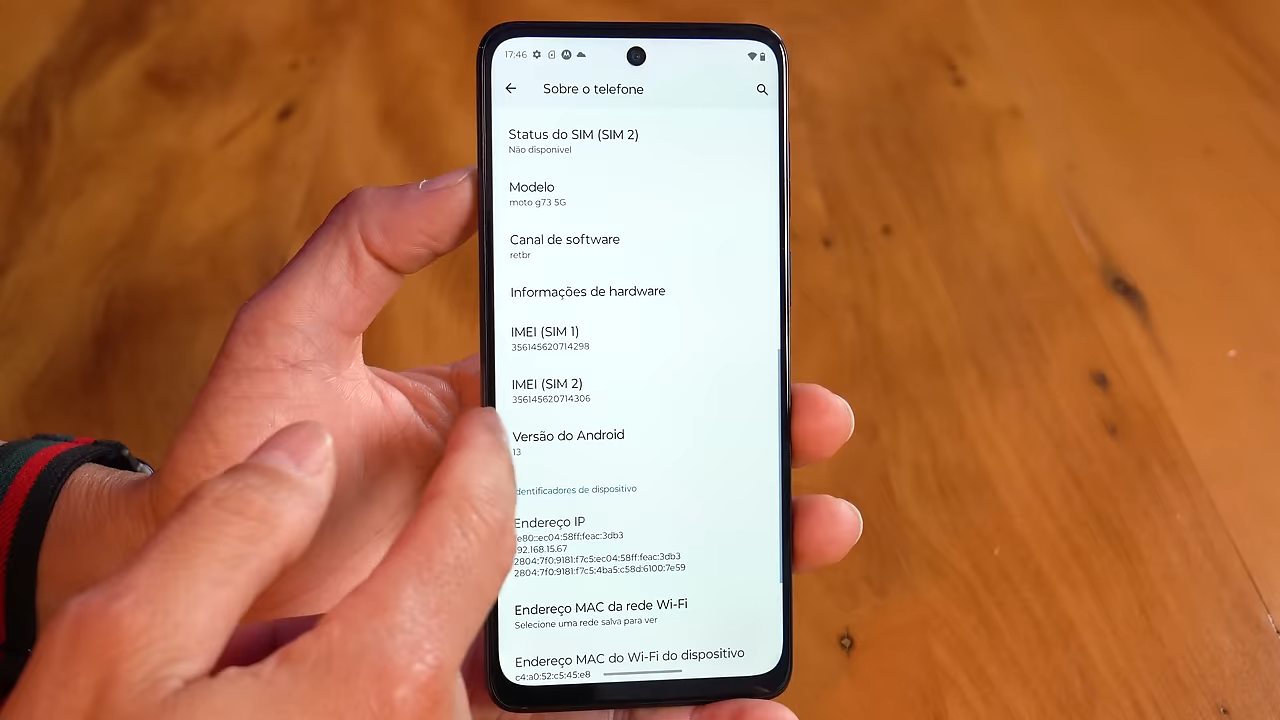 17:46
Sobre o telefone
Status do SIM (SIM 2)
Não disponível
Modelo
moto g73 5G
Canal de software
retbr
Informações de hardware
IMEI (SIM 1)
356145620714298
IMEI (SIM 2)
356145620714306
Versão do Android
13
dentificadores de dispositivo
Endereço IP
e80::ec04:58ff:feac:3db3
92.168.15.67
2804:7f0:9181:f7c5:ec04:58ff:feac:3db3
2804:7f0:9181:f7c5:4ba5:c58d:6100:7e59
Endereço MAC da rede Wi-Fi
Selecione uma rede salva para ver
Endereço MAC do Wi-Fi do dispositivo
c4:a0:52:c5:45:e8